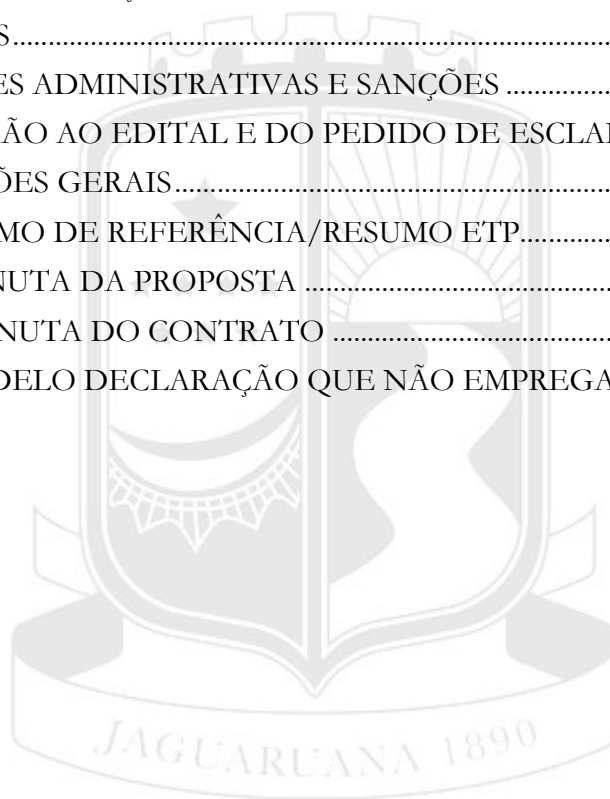 S
ES ADMINISTRATIVAS E SANÇÕES
ÃO AO EDITAL E DO PEDIDO DE ESCLA
ÕES GERAIS
MO DE REFERÊNCIA/RESUMO ETP
NUTA DA PROPOSTA
NUTA DO CONTRATO
DELO DECLARAÇÃO QUE NÃO EMPREGA
JAGUARUANA 1890